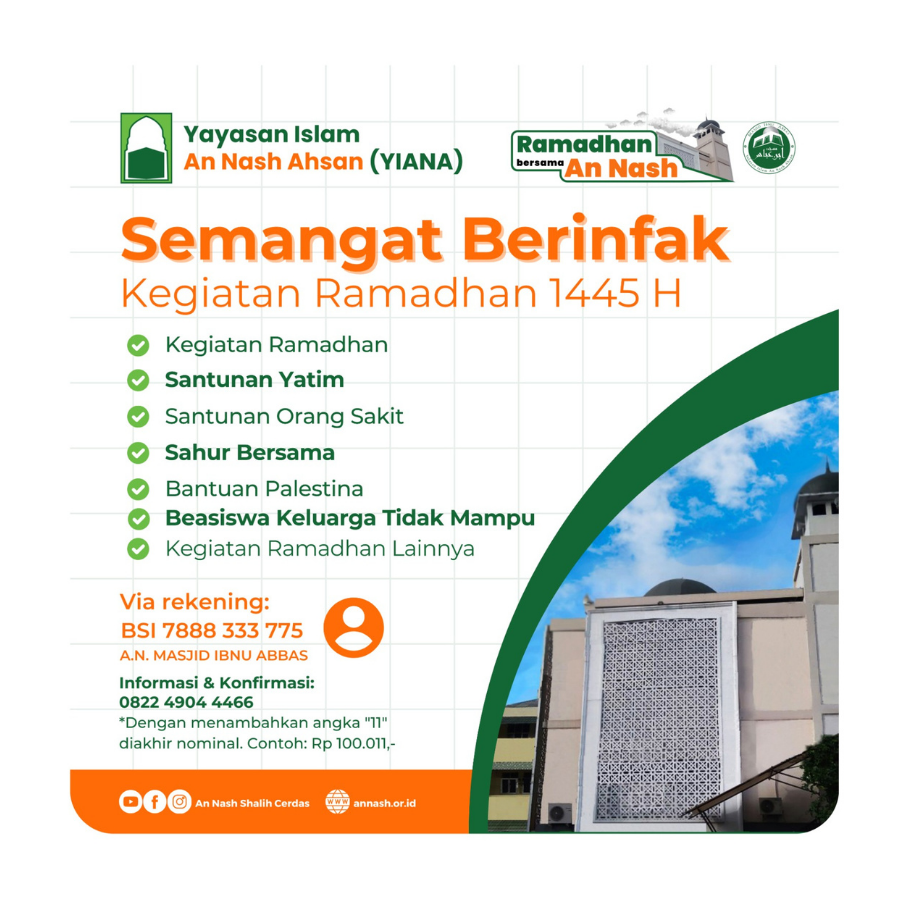 Yayasan Islam
An Nash Ahsan (YIANA)
Ramadhan
bersama
An Nash
Semangat Berinfak
Kegiatan Ramadhan 1445 H
Kegiatan Ramadhan
Santunan Yatim
Santunan Orang Sakit
Sahur Bersama
Bantuan Palestina
Beasiswa Keluarga Tidak Mampu
Kegiatan Ramadhan Lainnya
Via rekening:
BSI 7888 333 775
A.N. MASJID IBNU ABBAS
Informasi & Konfirmasi:
0822 4904 4466
*Dengan menambahkan angka "11"
diakhir nominal. Contoh: Rp 100.011,-
An Nash Shalih Cerdas
WWW
annash.or.id